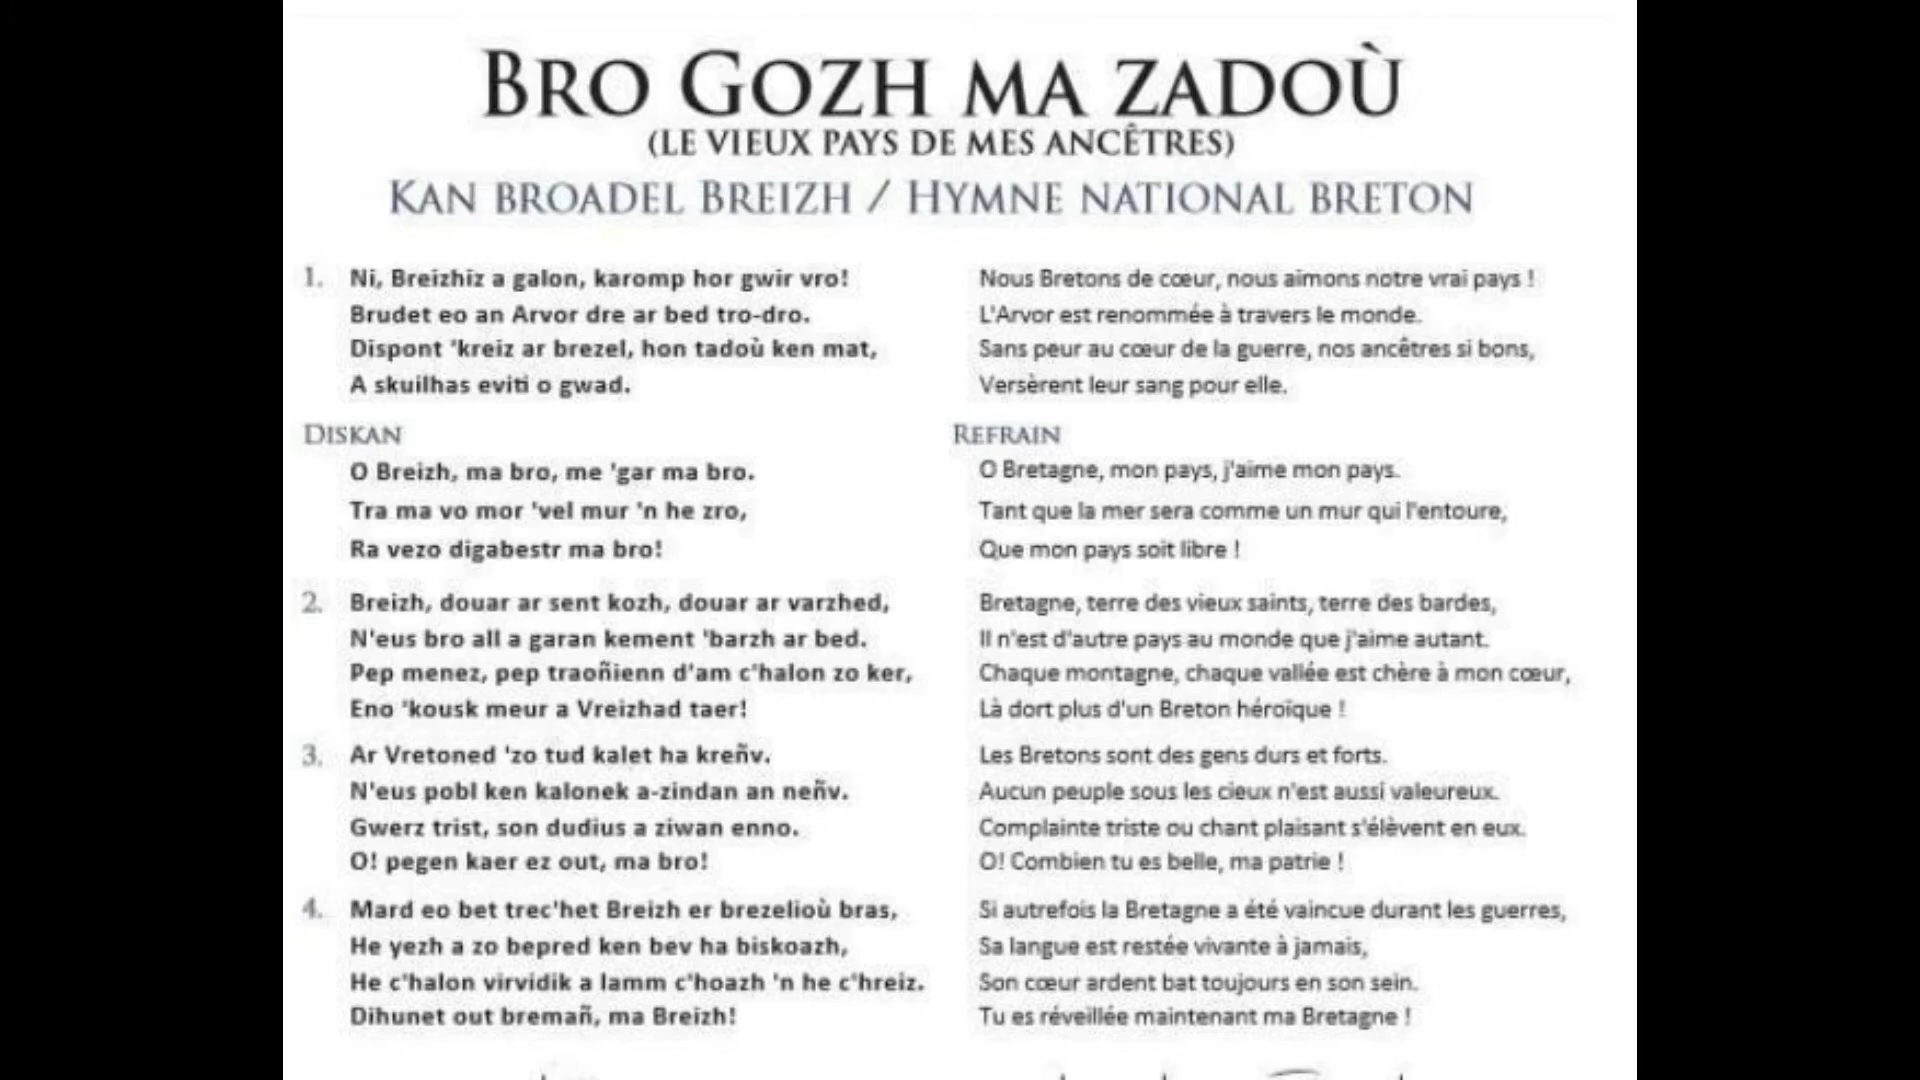 BRO GOZH MA ZADOÙ
(LE VIEUX PAYS DE MES ANCÊTRES)
KAN BROADEL BREIZH / HYMNE NATIONAL BRETON
1. Ni, Breizhiz a galon, karomp hor gwir vro!
Brudet eo an Arvor dre ar bed tro-dro.
Dispont 'kreiz ar brezel, hon tadoù ken mat,
A skuilhas eviti o gwad.
Nous Bretons de cœur, nous aimons notre vrai pays !
L'Arvor est renommée à travers le monde.
Sans peur au cœur de la guerre, nos ancêtres si bons,
Versèrent leur sang pour elle.
DISKAN
O Breizh, ma bro, me 'gar ma bro.
Tra ma vo mor 'vel mur 'n he zro,
Ra vezo digabestr ma bro!
REFRAIN
O Bretagne, mon pays, j'aime mon pays.
Tant que la mer sera comme un mur qui l'entoure,
Que mon pays soit libre !
2. Breizh, douar ar sent kozh, douar ar varzhed,
N'eus bro all a garan kement 'barzh ar bed.
Pep menez, pep traoñienn d'am c'halon zo ker,
Eno 'kousk meur a Vreizhad taer!
Bretagne, terre des vieux saints, terre des bardes,
Il n'est d'autre pays au monde que j'aime autant.
Chaque montagne, chaque vallée est chère à mon cœur,
Là dort plus d'un Breton héroïque !
3. Ar Vretoned 'zo tud kalet ha kreñv.
N'eus pobl ken kalonek a-zindan an neñv.
Gwerz trist, son dudius a ziwan enno.
O! pegen kaer ez out, ma bro!
Les Bretons sont des gens durs et forts.
Aucun peuple sous les cieux n'est aussi valeureux.
Complainte triste ou chant plaisant s'élèvent en eux.
O! Combien tu es belle, ma patrie !
4. Mard eo bet trec'het Breizh er brezelioù bras,
He yezh a zo bepred ken bev ha biskoazh,
He c'halon virvidik a lamm c'hoazh 'n he c'hreiz.
Dihunet out bremañ, ma Breizh!
Si autrefois la Bretagne a été vaincue durant les guerres,
Sa langue est restée vivante à jamais,
Son cœur ardent bat toujours en son sein.
Tu es réveillée maintenant ma Bretagne !